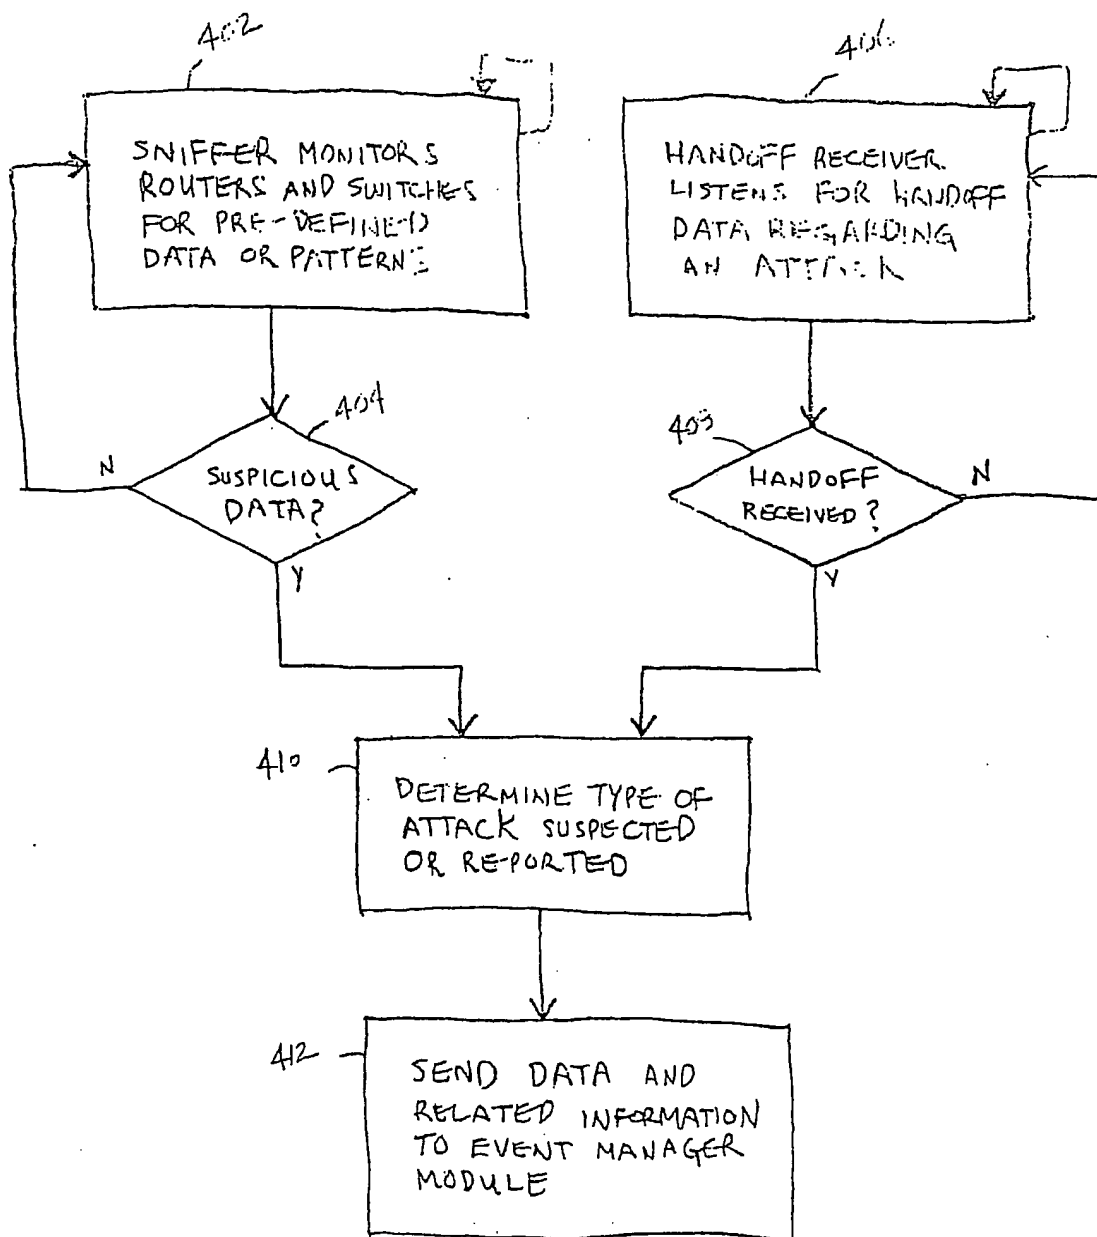 402
SNIFFER MONITORS
ROUTERS AND SWITCHES
FOR PRE-DEFINED
DATA OR PATTERNS
404
N
SUSPICIOUS
DATA?
Y
406
HANDOFF RECEIVER
LISTENS FOR HANDOFF
DATA REGARDING
AN ATTACK
HANDOFF
RECEIVED?
N
Y
410
DETERMINE TYPE OF
ATTACK SUSPECTED
OR REPORTED
412
SEND DATA AND
RELATED INFORMATION
TO EVENT MANAGER
MODULE